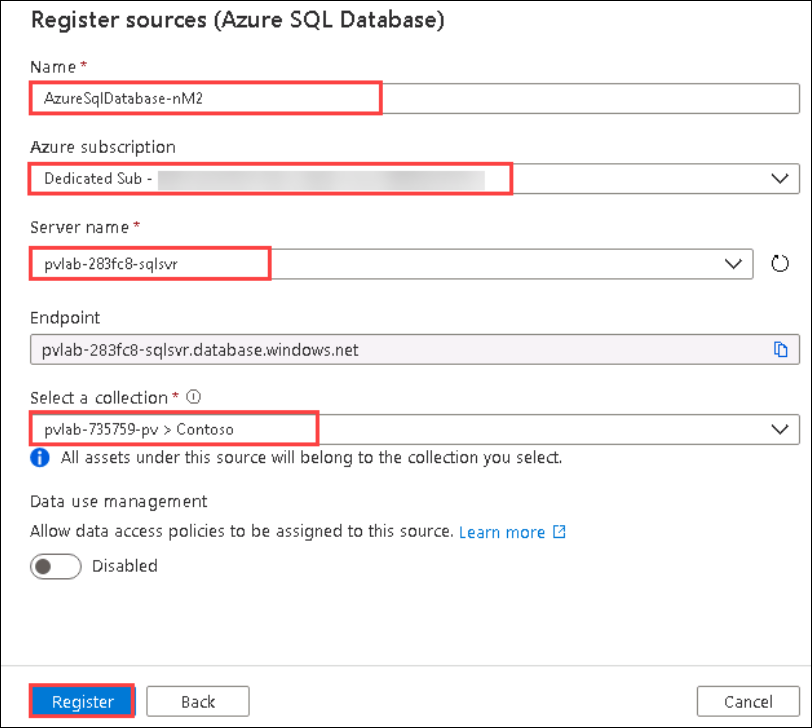 Register sources (Azure SQL Database)
Name *
AzureSqlDatabase-nM2
Azure subscription
Dedicated Sub -
Server name *
pvlab-283fc8-sqlsvr
Endpoint
pvlab-283fc8-sqlsvr.database.windows.net
Select a collection *
pvlab-735759-pv > Contoso
All assets under this source will belong to the collection you select.
Data use management
Allow data access policies to be assigned to this source. Learn more
Disabled
Register Back Cancel